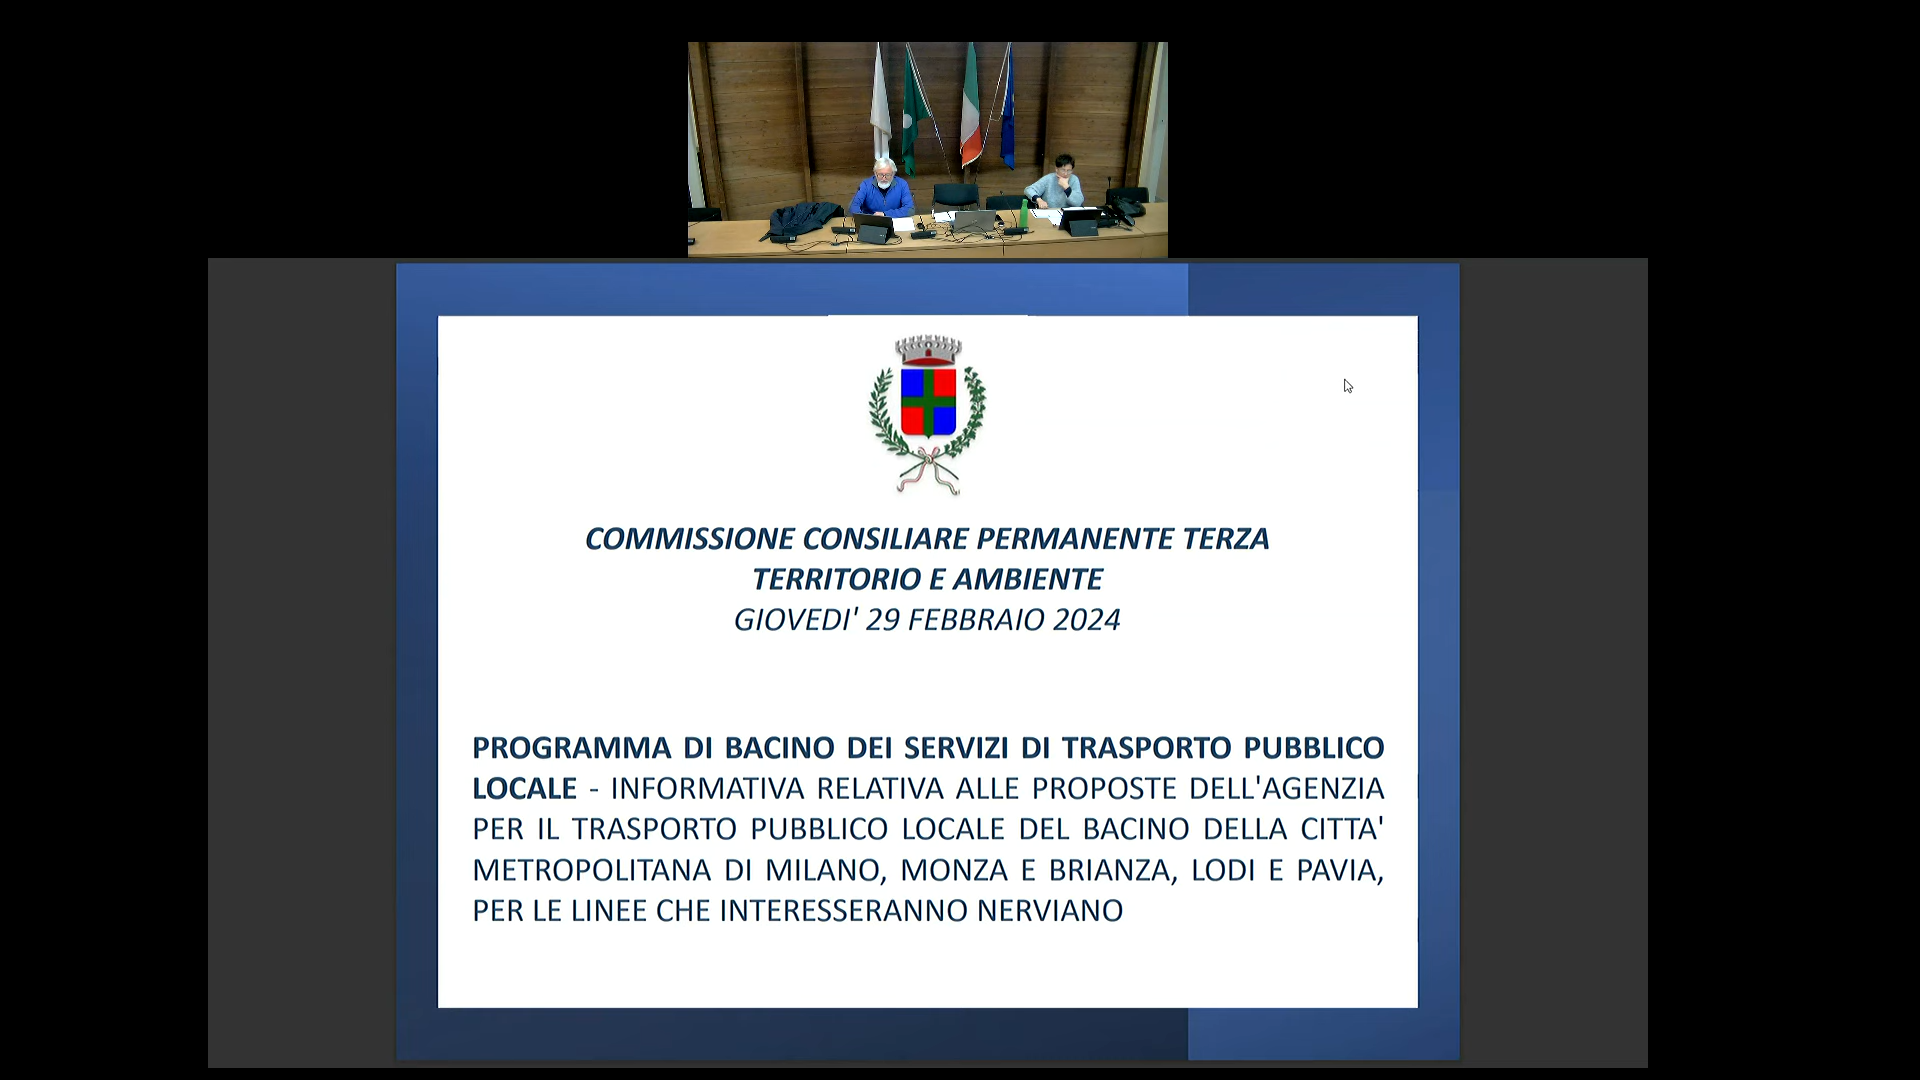 COMMISSIONE CONSILIARE PERMANENTE TERZA
TERRITORIO E AMBIENTE
GIOVEDI' 29 FEBBRAIO 2024
PROGRAMMA DI BACINO DEI SERVIZI DI TRASPORTO PUBBLICO
LOCALE - INFORMATIVA RELATIVA ALLE PROPOSTE DELL'AGENZIA
PER IL TRASPORTO PUBBLICO LOCALE DEL BACINO DELLA CITTA'
METROPOLITANA DI MILANO, MONZA E BRIANZA, LODI E PAVIA,
PER LE LINEE CHE INTERESSERANNO NERVIANO